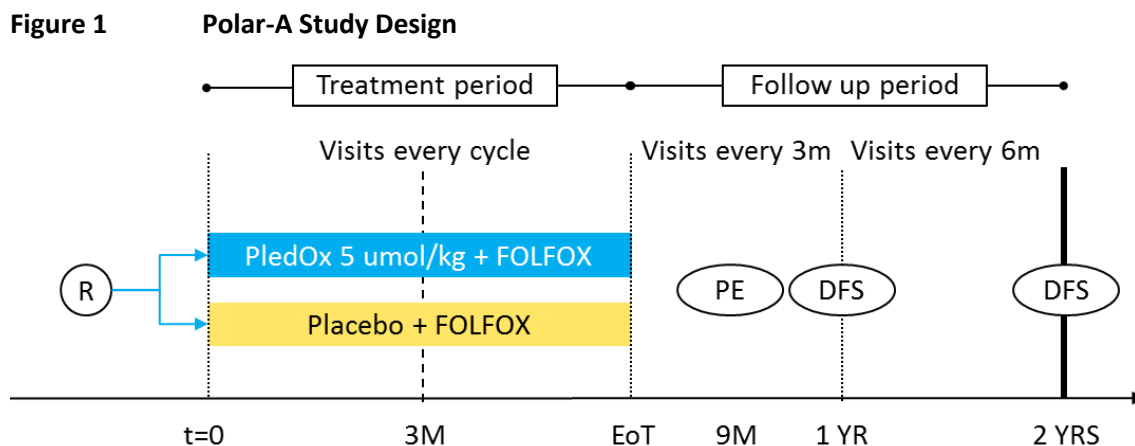 Figure 1 Polar-A Study Design
Treatment period Follow up period
Visits every cycle Visits every 3m Visits every 6m
PledOx 5 umol/kg + FOLFOX
R PE DFS DFS
Placebo + FOLFOX
t=0 3M EoT 9M 1 YR 2 YRS